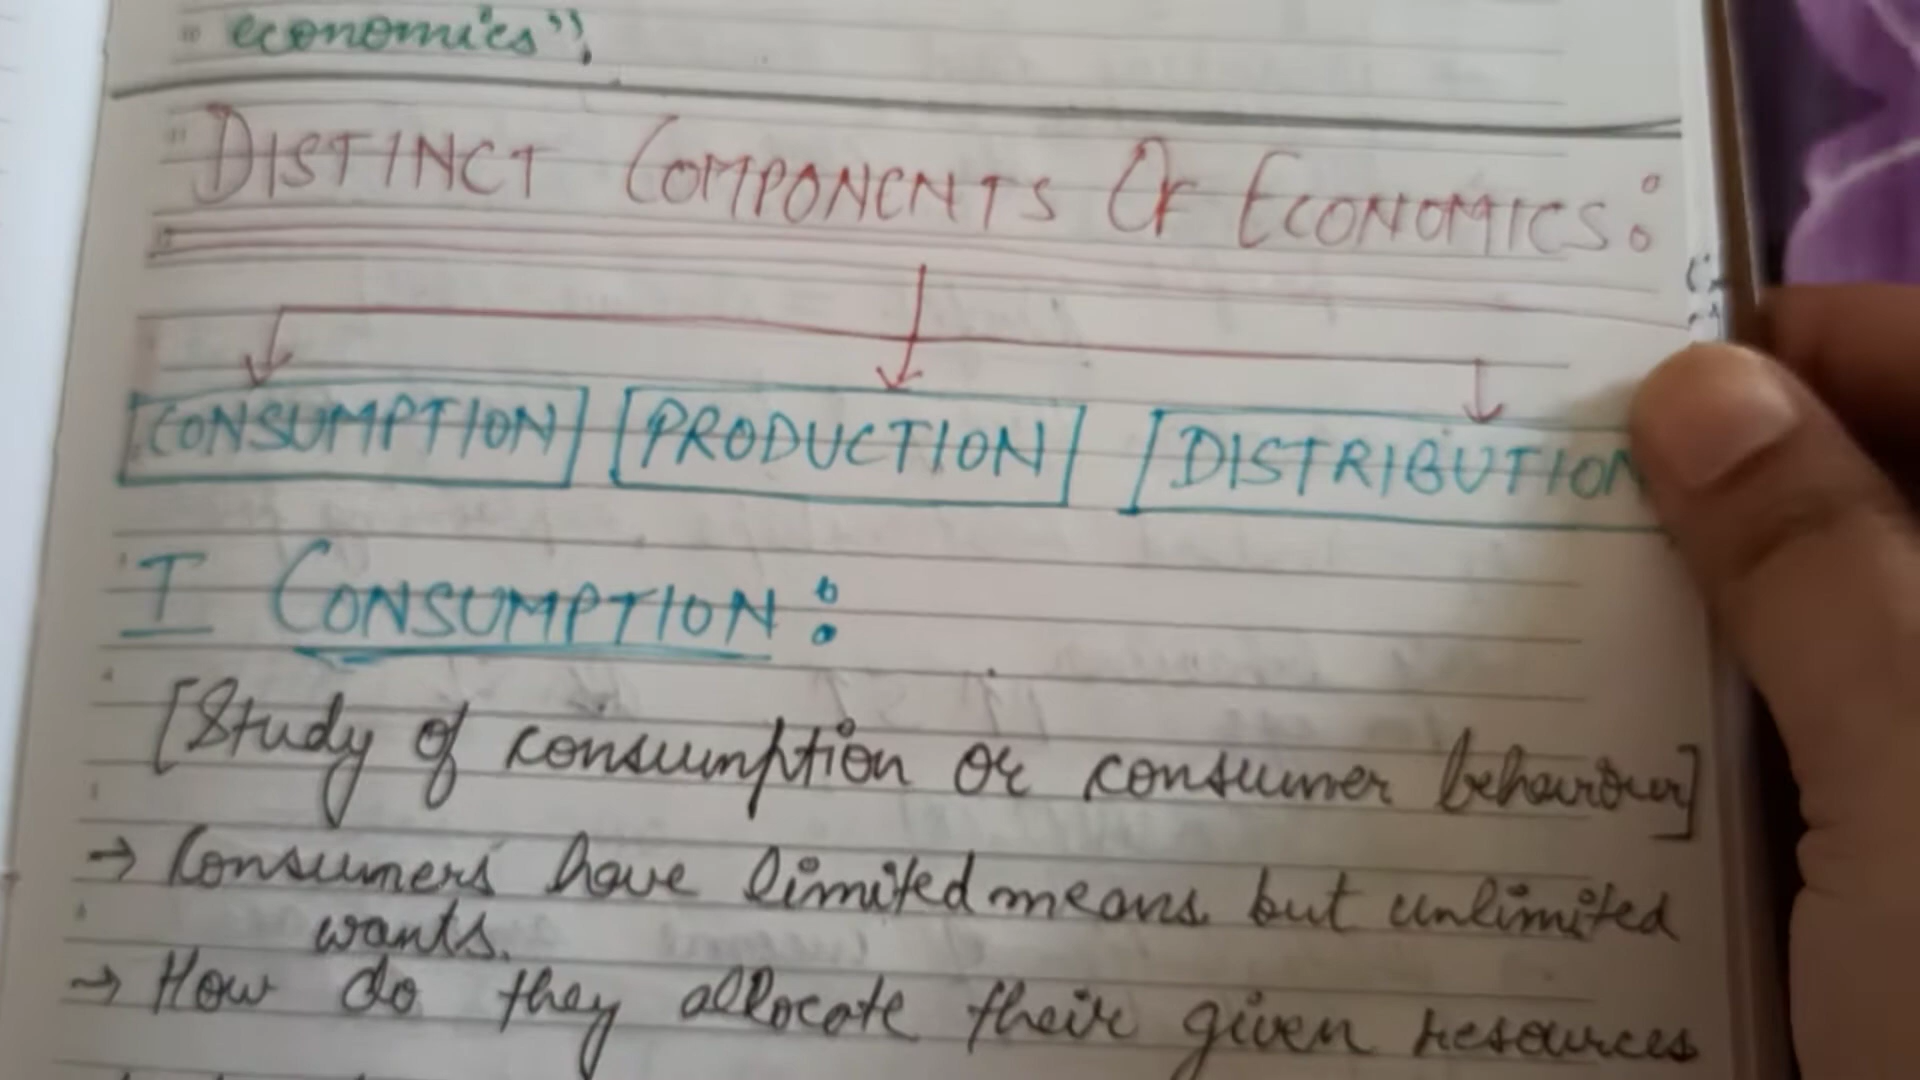 economics",
DISTINCT COMPONENTS OF ECONOMICS:
CONSUMPTION PRODUCTION DISTRIBUTION
I CONSUMPTION:
[Study of consumption or consumer behaviour]
→ Consumers have limited means but unlimited
wants.
→ How do they allocate their given resources